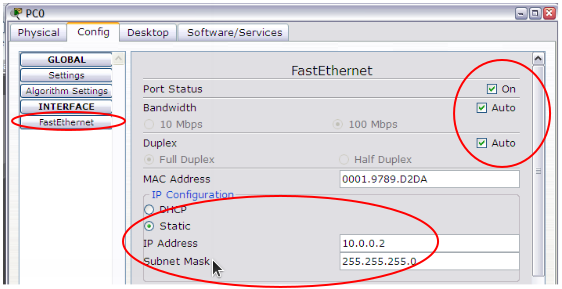 PC0
Physical Config Desktop Software/Services
GLOBAL
Settings
Algorithm Settings
INTERFACE
FastEthernet
FastEthernet
Port Status On
Bandwidth Auto
10 Mbps 100 Mbps
Duplex Auto
Full Duplex Half Duplex
MAC Address 0001.9789.D2DA
IP Configuration
DHCP
Static
IP Address 10.0.0.2
Subnet Mask 255.255.255.0